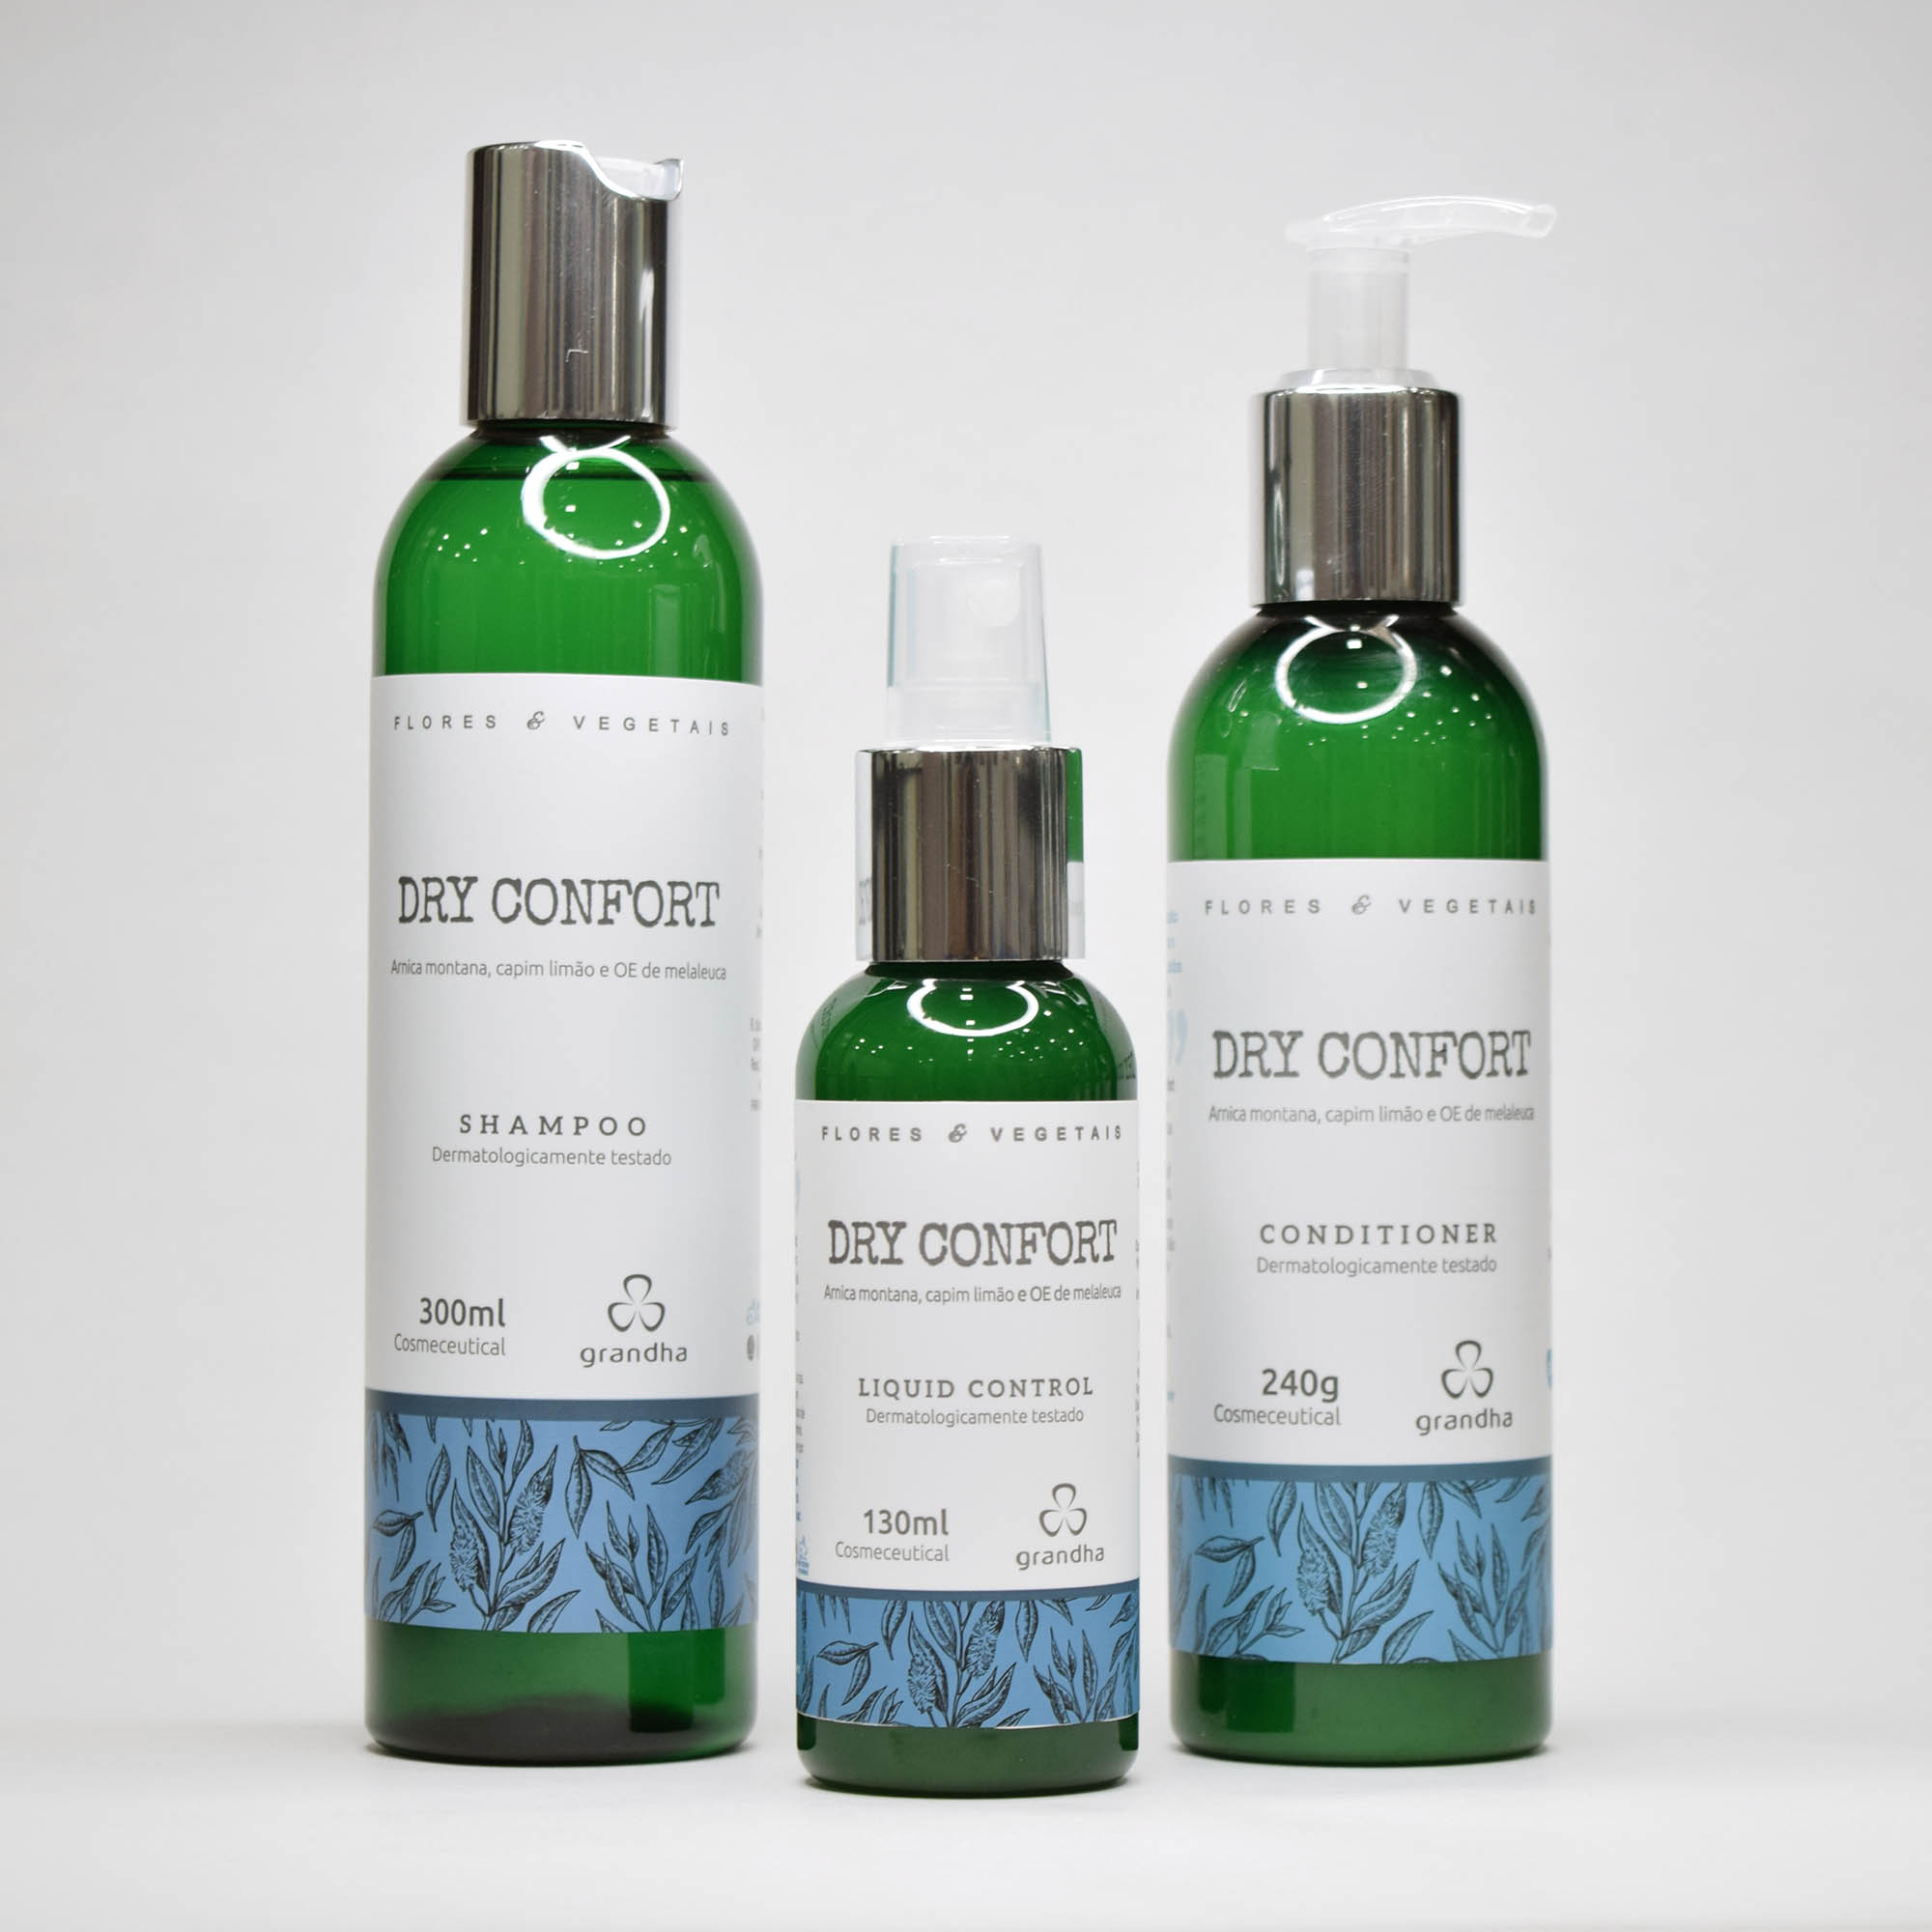 FLORES & VEGETAIS
DRY CONFORT
Arnica montana, capim limão e OE de melaleuca
SHAMPOO
Dermatologicamente testado
300ml
Cosmeceutical
grandha
FLORES & VEGETAIS
DRY CONFORT
Arnica montana, capim limão e OE de melaleuca
LIQUID CONTROL
Dermatologicamente testado
130ml
Cosmeceutical
grandha
FLORES & VEGETAIS
DRY CONFORT
Arnica montana, capim limão e OE de melaleuca
CONDITIONER
Dermatologicamente testado
240g
Cosmeceutical
grandha